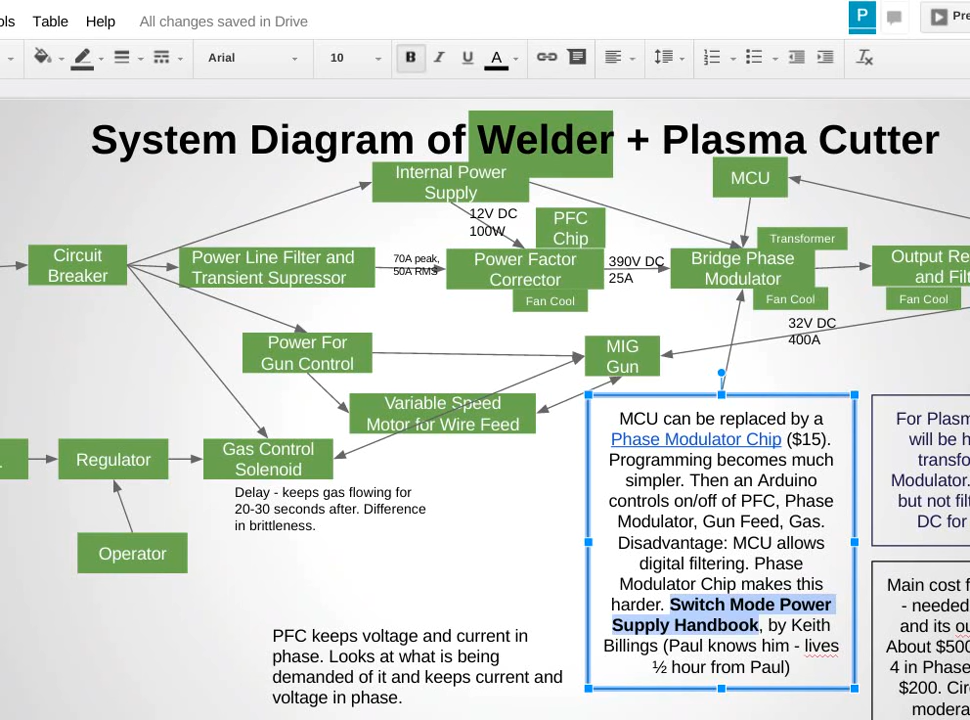 ols Table Help All changes saved in Drive
P
Pre
Arial 10 B I U A
System Diagram of Welder + Plasma Cutter
Internal Power
Supply
MCU
12V DC
100W
PFC
Chip
Transformer
Circuit
Breaker
Power Line Filter and
Transient Supressor
70A peak,
50A RMS
Power Factor
Corrector
390V DC
25A
Bridge Phase
Modulator
Output Re
and Filt
Fan Cool
Fan Cool
Fan Cool
32V DC
400A
Power For
Gun Control
MIG
Gun
Variable Speed
Motor for Wire Feed
Regulator
Gas Control
Solenoid
Delay - keeps gas flowing for
20-30 seconds after. Difference
in brittleness.
Operator
MCU can be replaced by a
Phase Modulator Chip ($15).
Programming becomes much
simpler. Then an Arduino
controls on/off of PFC, Phase
Modulator, Gun Feed, Gas.
Disadvantage: MCU allows
digital filtering. Phase
Modulator Chip makes this
harder. Switch Mode Power
Supply Handbook, by Keith
Billings (Paul knows him - lives
½ hour from Paul)
For Plasm
will be h
transfo
Modulator.
but not filt
DC for
Main cost f
- needed
and its ou
About $500
4 in Phase
$200. Circ
modera
PFC keeps voltage and current in
phase. Looks at what is being
demanded of it and keeps current and
voltage in phase.